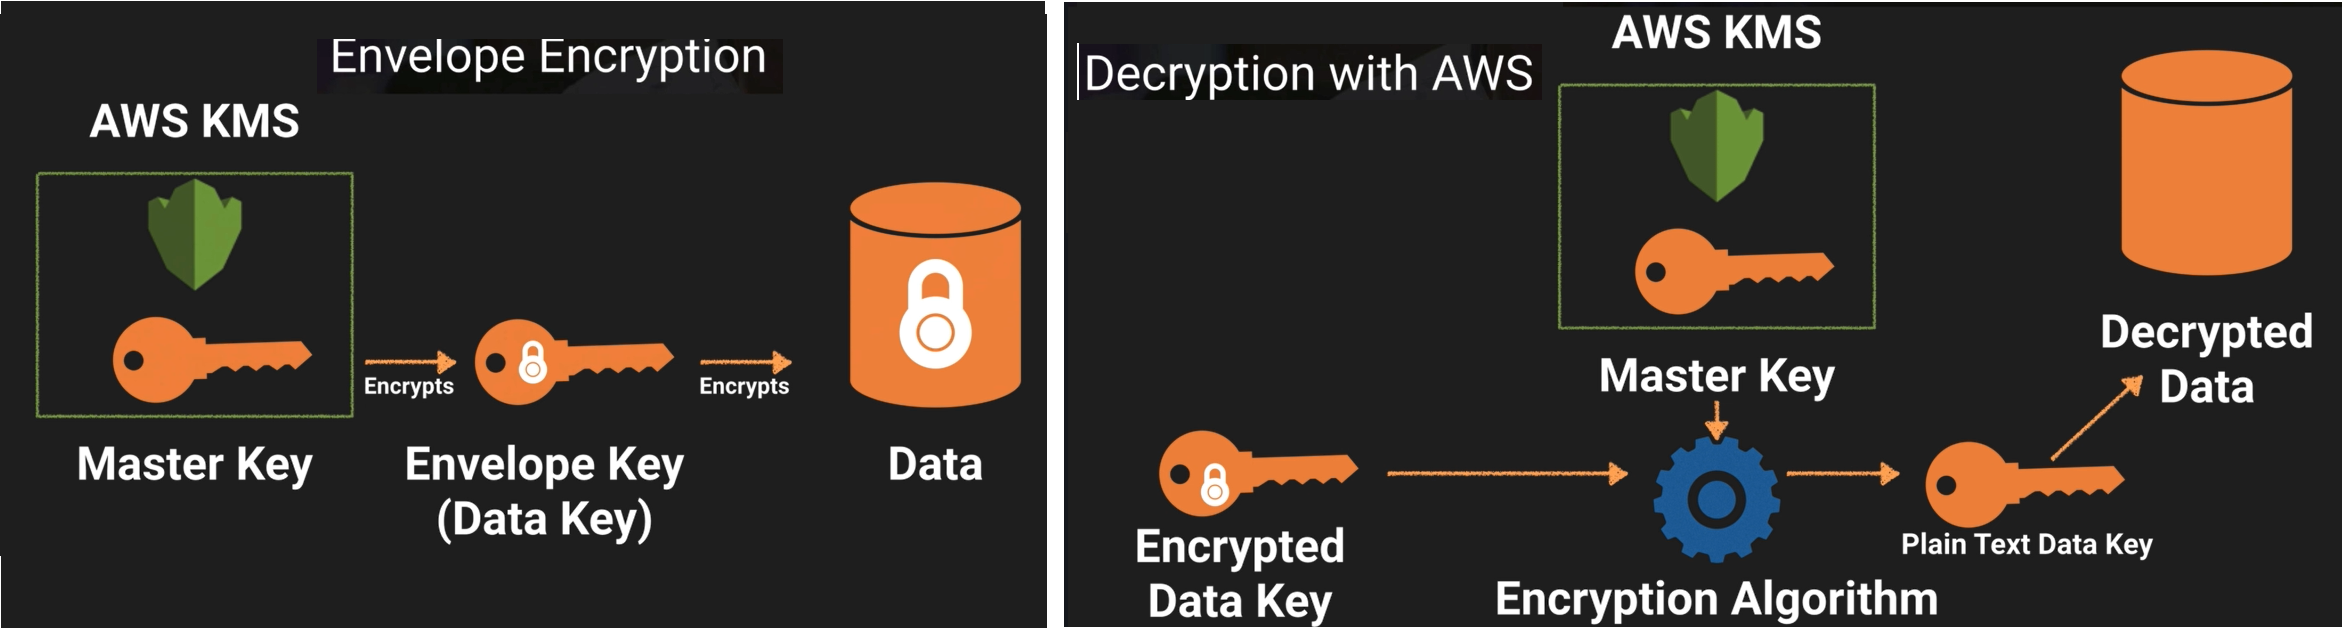 Envelope Encryption
AWS KMS
Encrypts
Encrypts
Master Key
Envelope Key
(Data Key)
Data
Decryption with AWS
AWS KMS
Master Key
Decrypted
Data
Encrypted
Data Key
Encryption Algorithm
Plain Text Data Key